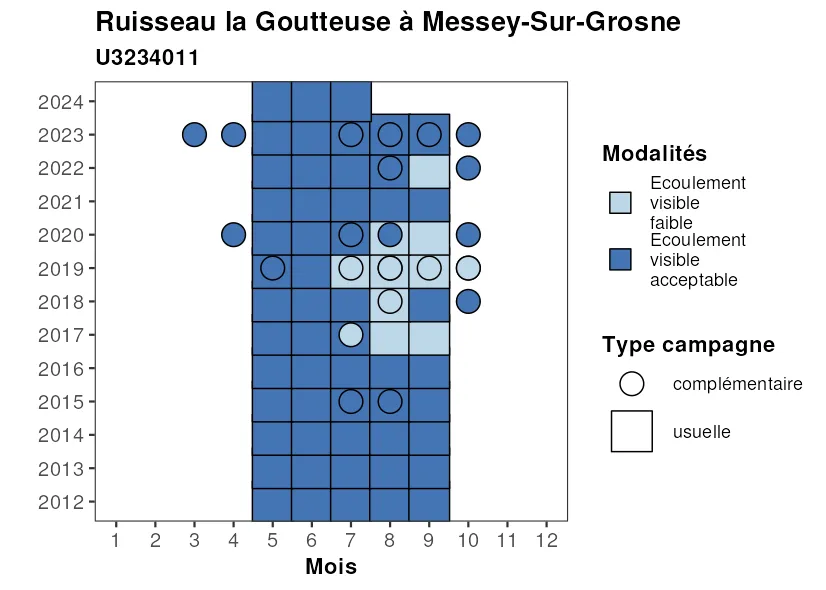 Ruisseau la Goutteuse à Messey-Sur-Grosne
U3234011
2024
2023
2022
2021
2020
2019
2018
2017
2016
2015
2014
2013
2012
1 2 3 4 5 6 7 8 9 10 11 12
Mois
Modalités
Ecoulement
visible
faible
Ecoulement
visible
acceptable
Type campagne
complémentaire
usuelle